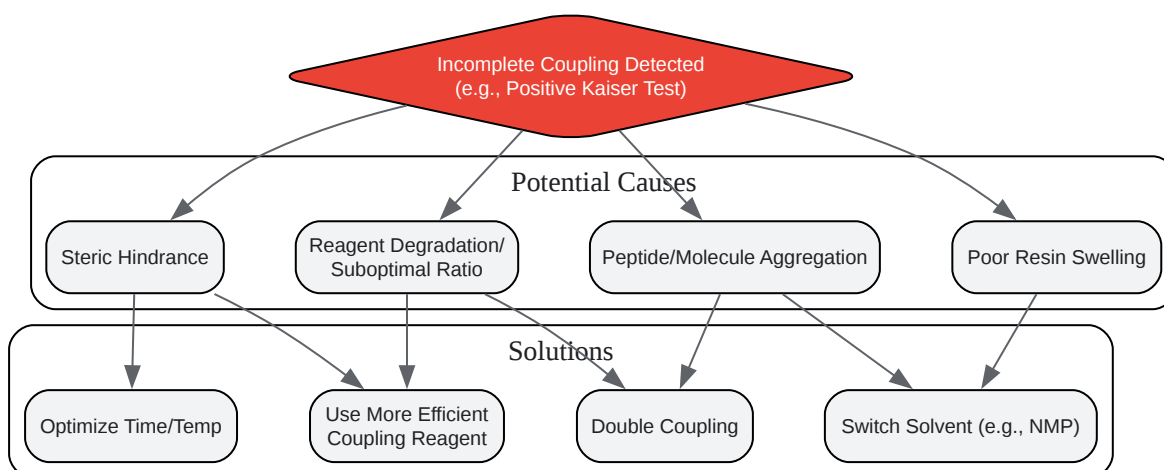 Incomplete Coupling Detected
(e.g., Positive Kaiser Test)
Potential Causes
Steric Hindrance
Reagent Degradation/
Suboptimal Ratio
Peptide/Molecule Aggregation
Poor Resin Swelling
Solutions
Optimize Time/Temp
Use More Efficient
Coupling Reagent
Double Coupling
Switch Solvent (e.g., NMP)